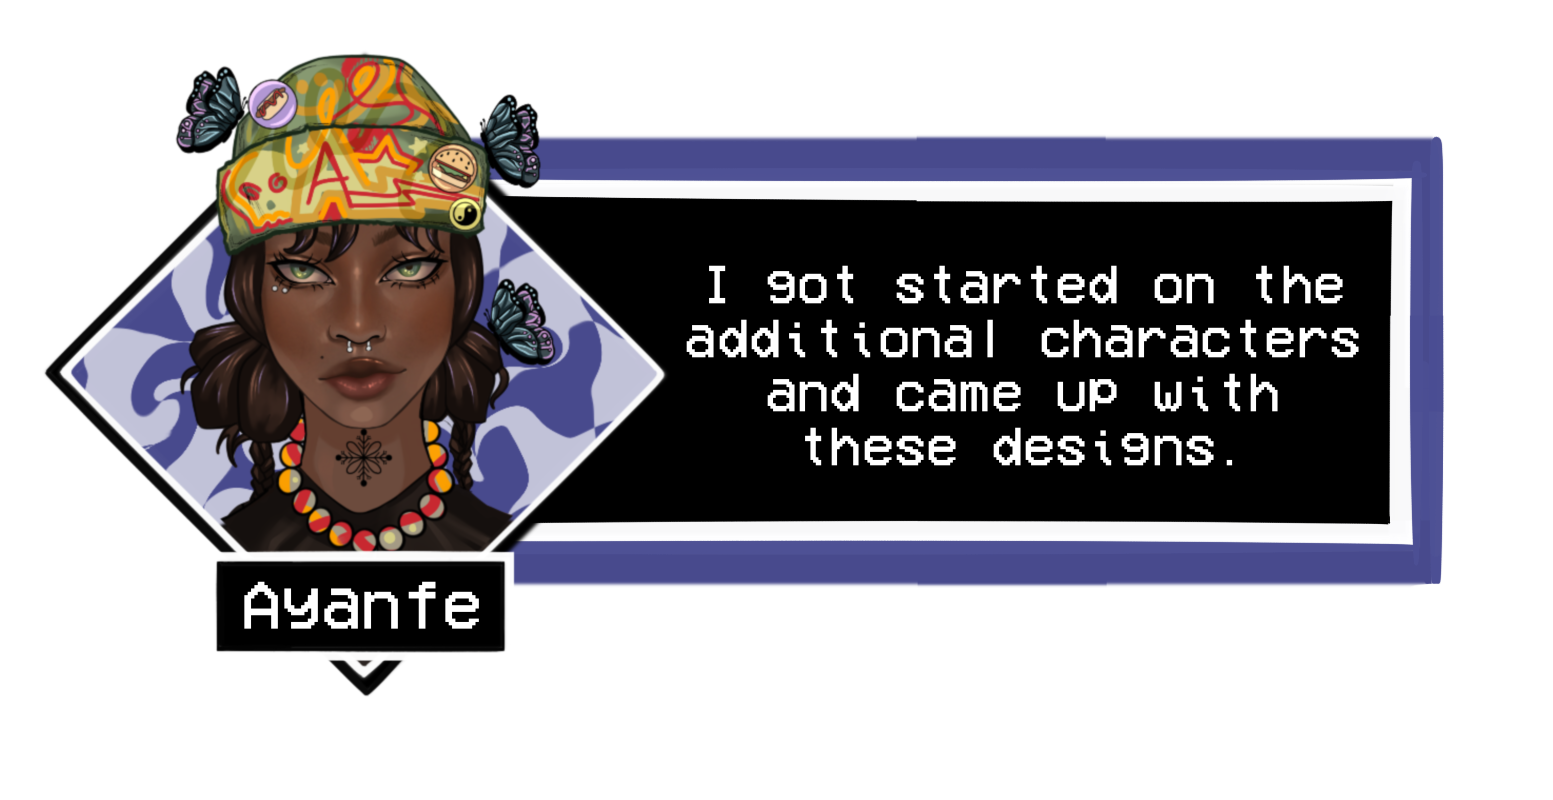 I got started on the
additional characters
and came up with
these designs.
Ayanfe